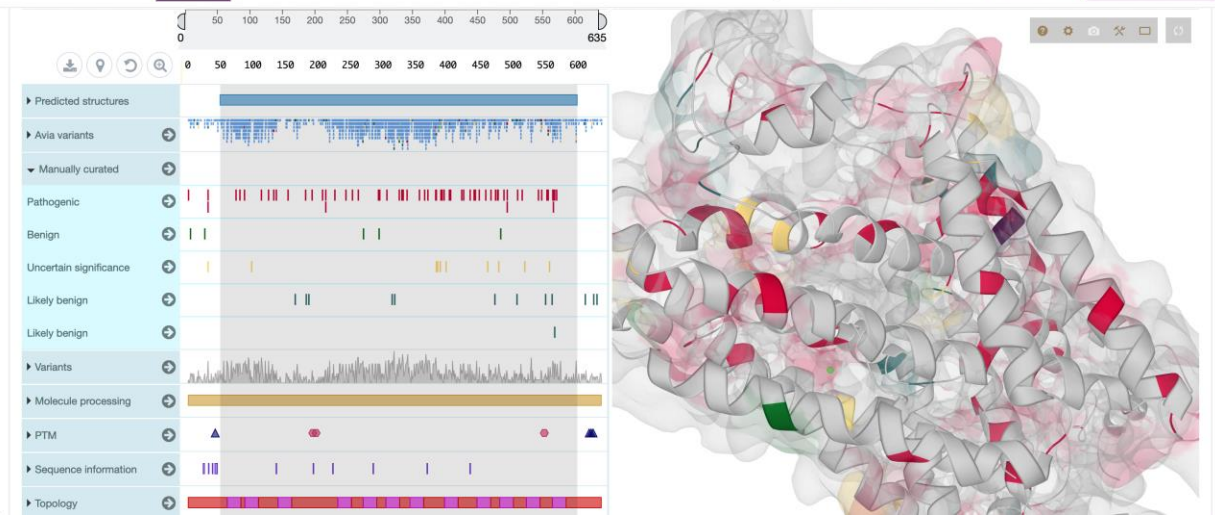 50 100 150 200 250 300 350 400 450 500 550 600
0 635
0 50 100 150 200 250 300 350 400 450 500 550 600
Predicted structures
Avia variants
Manually curated
Pathogenic
Benign
Uncertain significance
Likely benign
Likely benign
Variants
Molecule processing
PTM
Sequence information
Topology